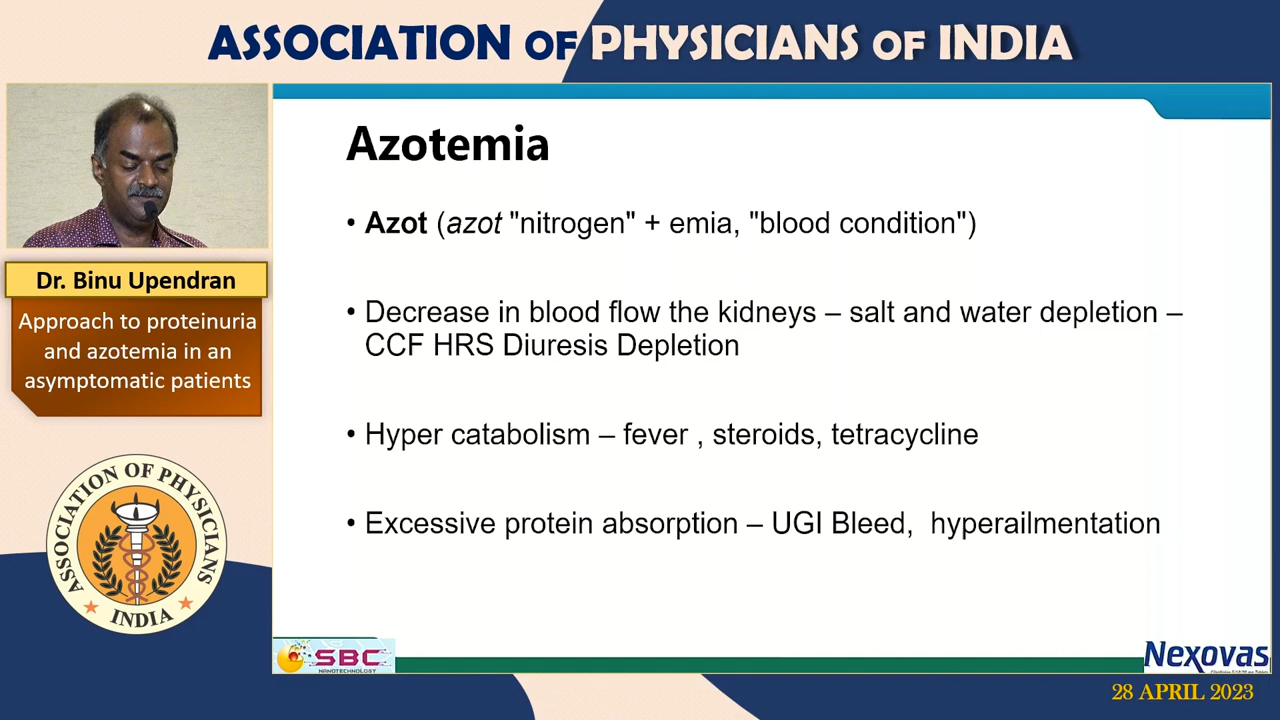 ASSOCIATION OF PHYSICIANS OF INDIA
Dr. Binu Upendran
Approach to proteinuria
and azotemia in an
asymptomatic patients
ASSOCIATION OF PHYSICIANS
INDIA
Azotemia
• Azot (azot "nitrogen" + emia, "blood condition")
• Decrease in blood flow the kidneys – salt and water depletion –
CCF HRS Diuresis Depletion
• Hyper catabolism – fever , steroids, tetracycline
• Excessive protein absorption – UGI Bleed, hyperailmentation
SBC
NANOTECHNOLOGY
Nexovas
28 APRIL 2023